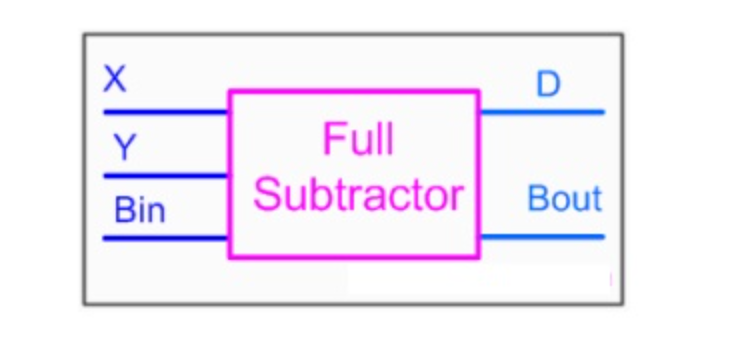 X
Y
Bin
Full
Subtractor
D
Bout